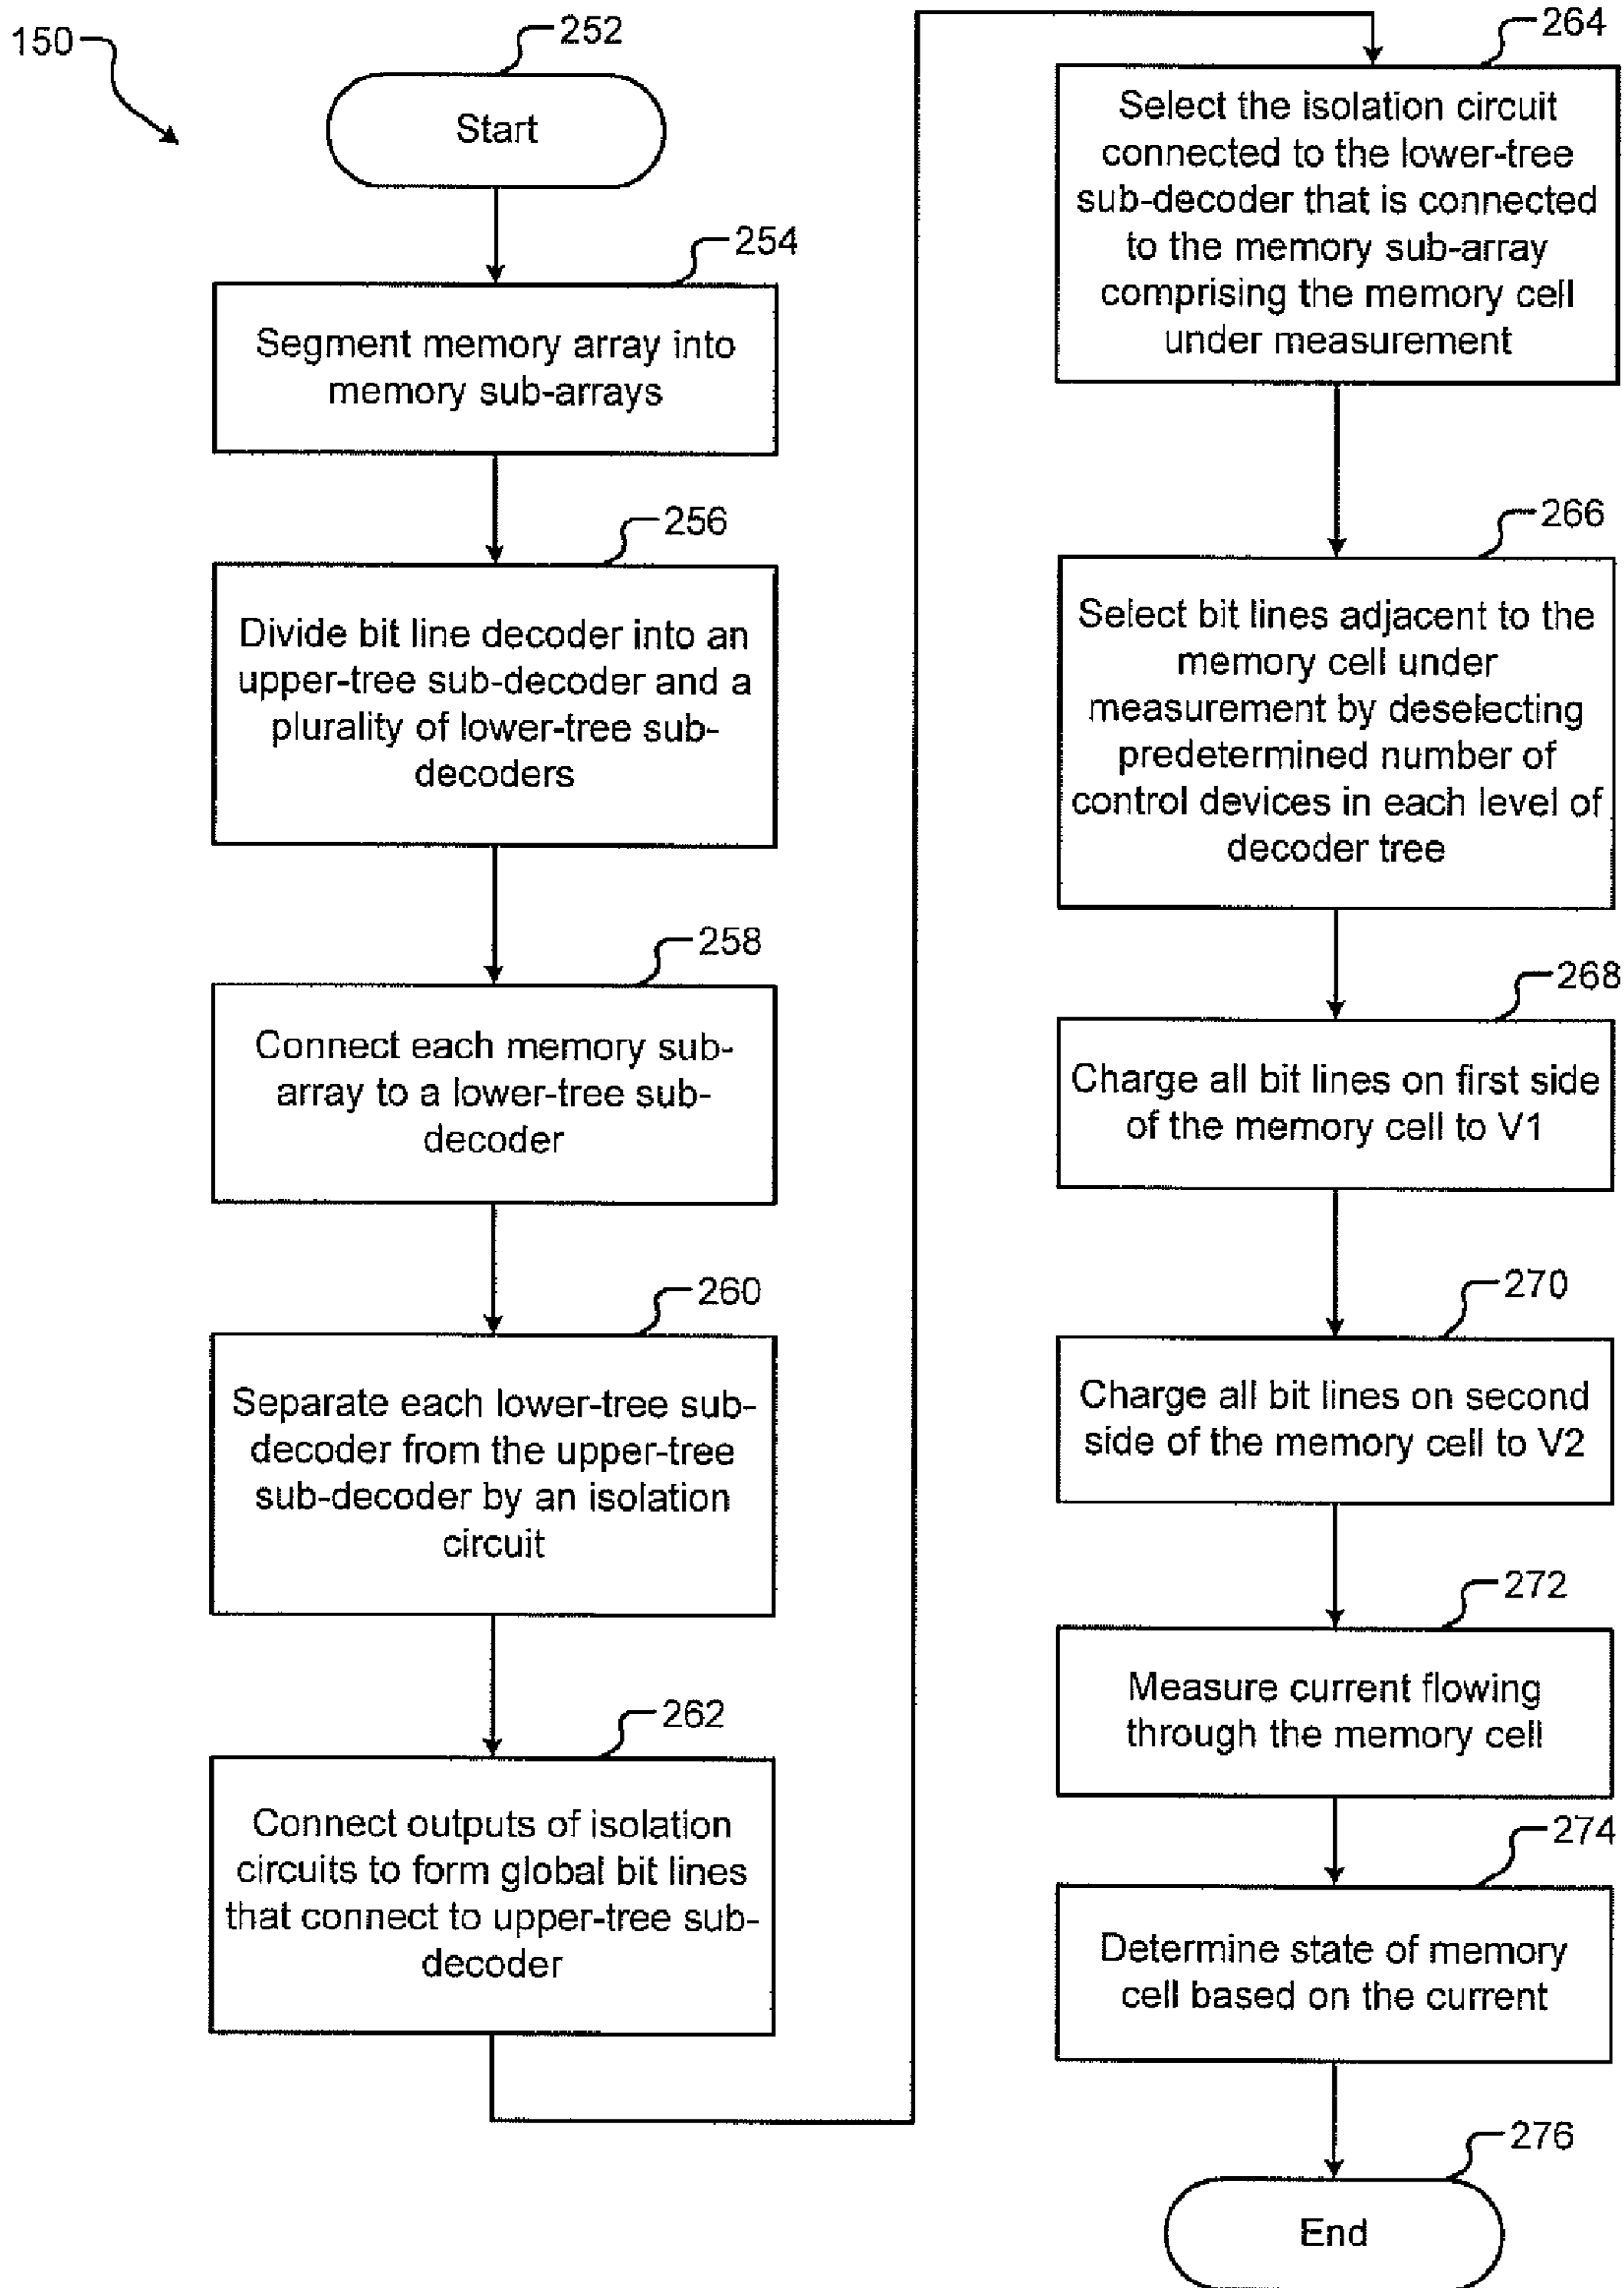 150
252
Start
254
Segment memory array into
memory sub-arrays
256
Divide bit line decoder into an
upper-tree sub-decoder and a
plurality of lower-tree sub-
decoders
258
Connect each memory sub-
array to a lower-tree sub-
decoder
260
Separate each lower-tree sub-
decoder from the upper-tree
sub-decoder by an isolation
circuit
262
Connect outputs of isolation
circuits to form global bit lines
that connect to upper-tree sub-
decoder
264
Select the isolation circuit
connected to the lower-tree
sub-decoder that is connected
to the memory sub-array
comprising the memory cell
under measurement
266
Select bit lines adjacent to the
memory cell under
measurement by deselecting
predetermined number of
control devices in each level of
decoder tree
268
Charge all bit lines on first side
of the memory cell to V1
270
Charge all bit lines on second
side of the memory cell to V2
272
Measure current flowing
through the memory cell
274
Determine state of memory
cell based on the current
276
End